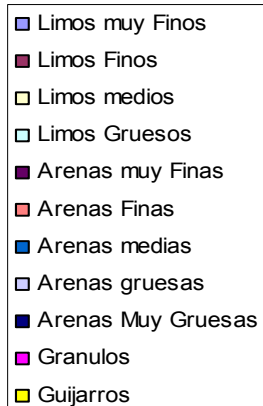 Limos muy Finos
Limos Finos
Limos medios
Limos Gruesos
Arenas muy Finas
Arenas Finas
Arenas medias
Arenas gruesas
Arenas Muy Gruesas
Granulos
Guijarros